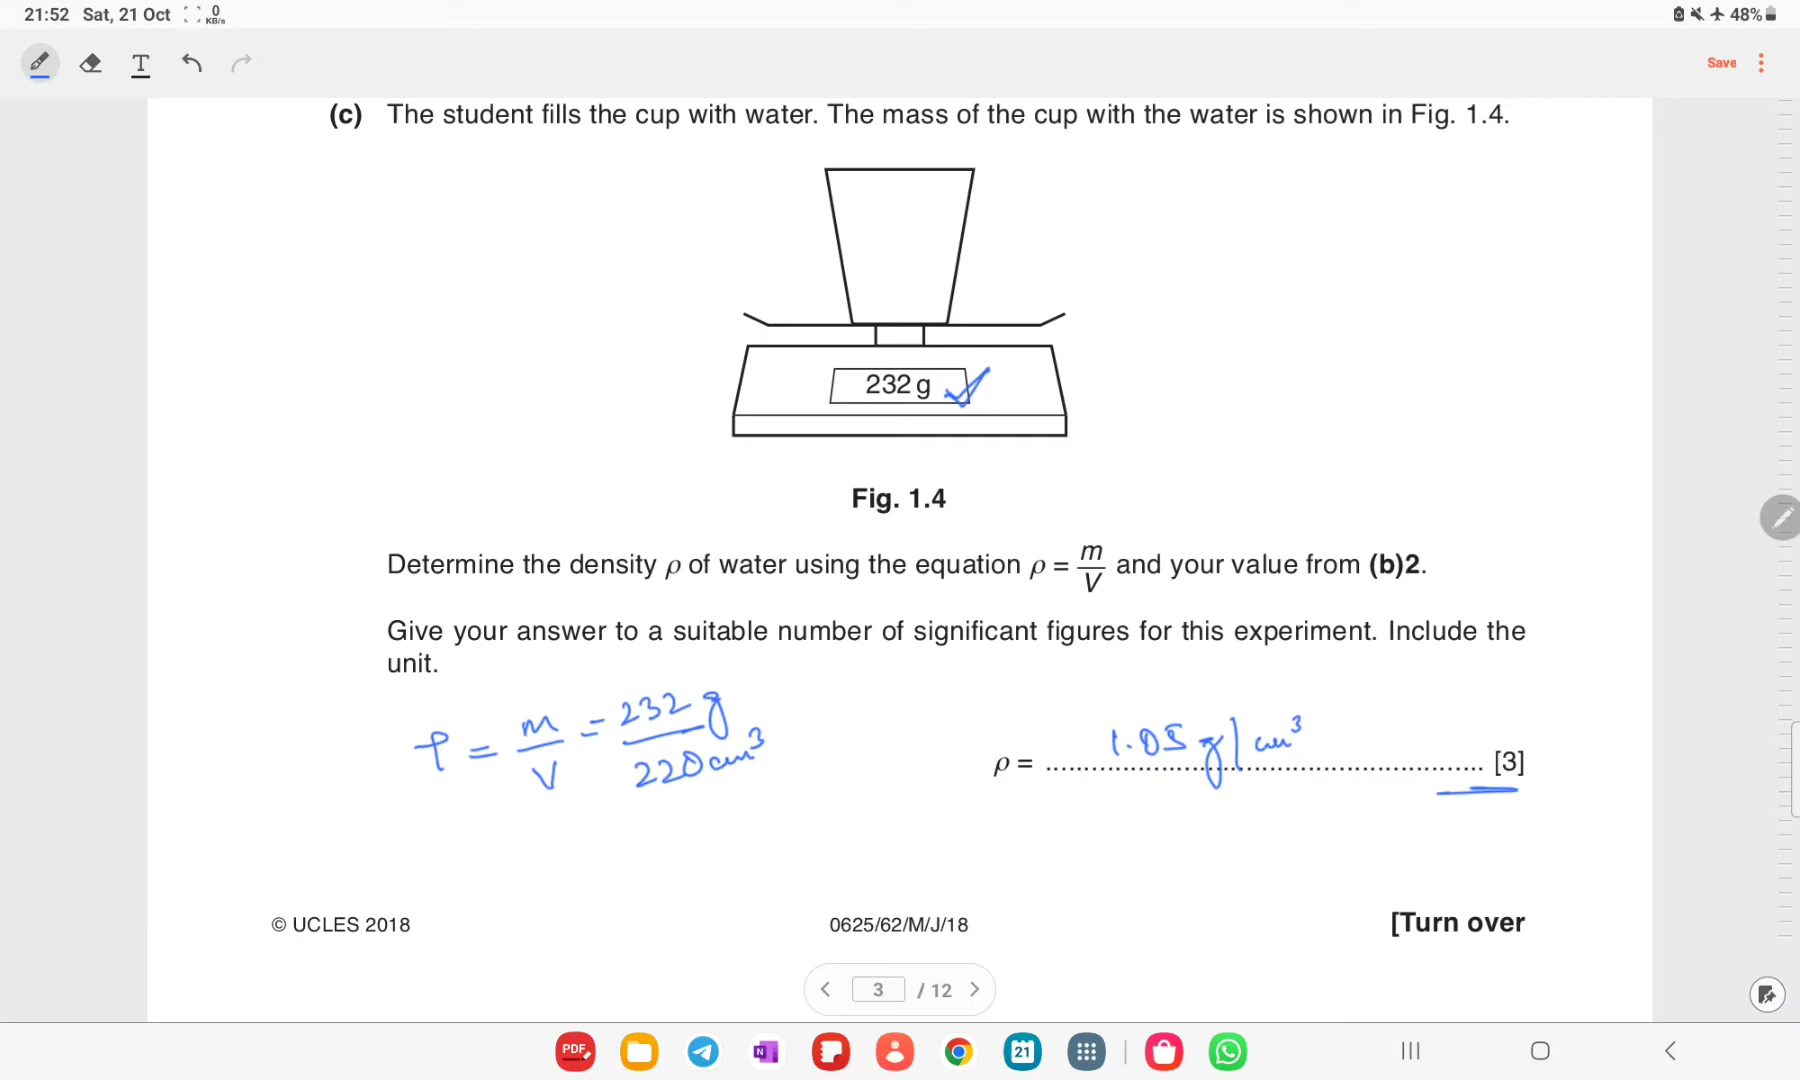 21:52 Sat, 21 Oct 0 KB/s 48%
T Save
(c) The student fills the cup with water. The mass of the cup with the water is shown in Fig. 1.4.
232 g
Fig. 1.4
Determine the density ρ of water using the equation ρ = m/V and your value from (b)2.
Give your answer to a suitable number of significant figures for this experiment. Include the
unit.
ρ = m/V = 232 g/220 cm³
ρ = 1.05 g/cm³ [3]
© UCLES 2018 0625/62/M/J/18 [Turn over
3 / 12
PDF N 21